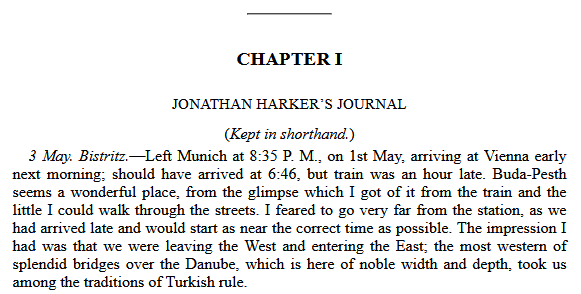 CHAPTER I
JONATHAN HARKER’S JOURNAL
(Kept in shorthand.)
3 May. Bistritz.—Left Munich at 8:35 P. M., on 1st May, arriving at Vienna early
next morning; should have arrived at 6:46, but train was an hour late. Buda-Pesth
seems a wonderful place, from the glimpse which I got of it from the train and the
little I could walk through the streets. I feared to go very far from the station, as we
had arrived late and would start as near the correct time as possible. The impression I
had was that we were leaving the West and entering the East; the most western of
splendid bridges over the Danube, which is here of noble width and depth, took us
among the traditions of Turkish rule.